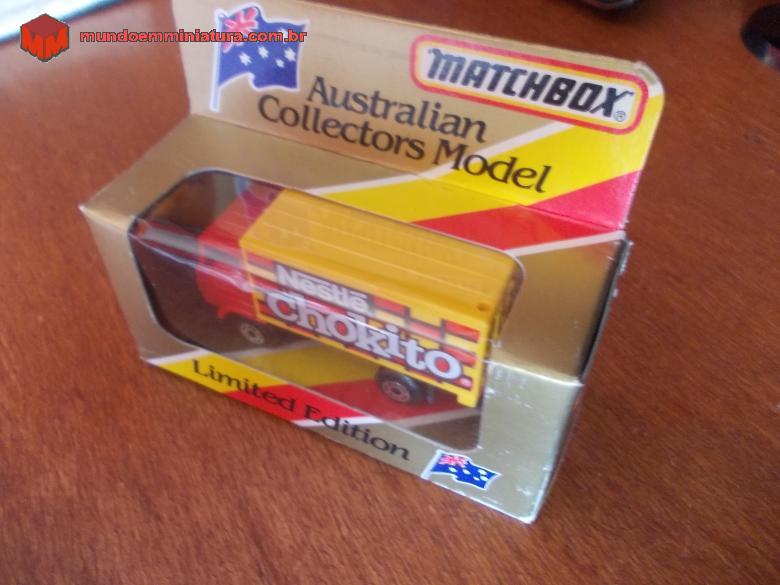 mundoemminiatura.com.br
MATCHBOX®
Australian
Collectors Model
Nestlé
Chokito.
Limited Edition